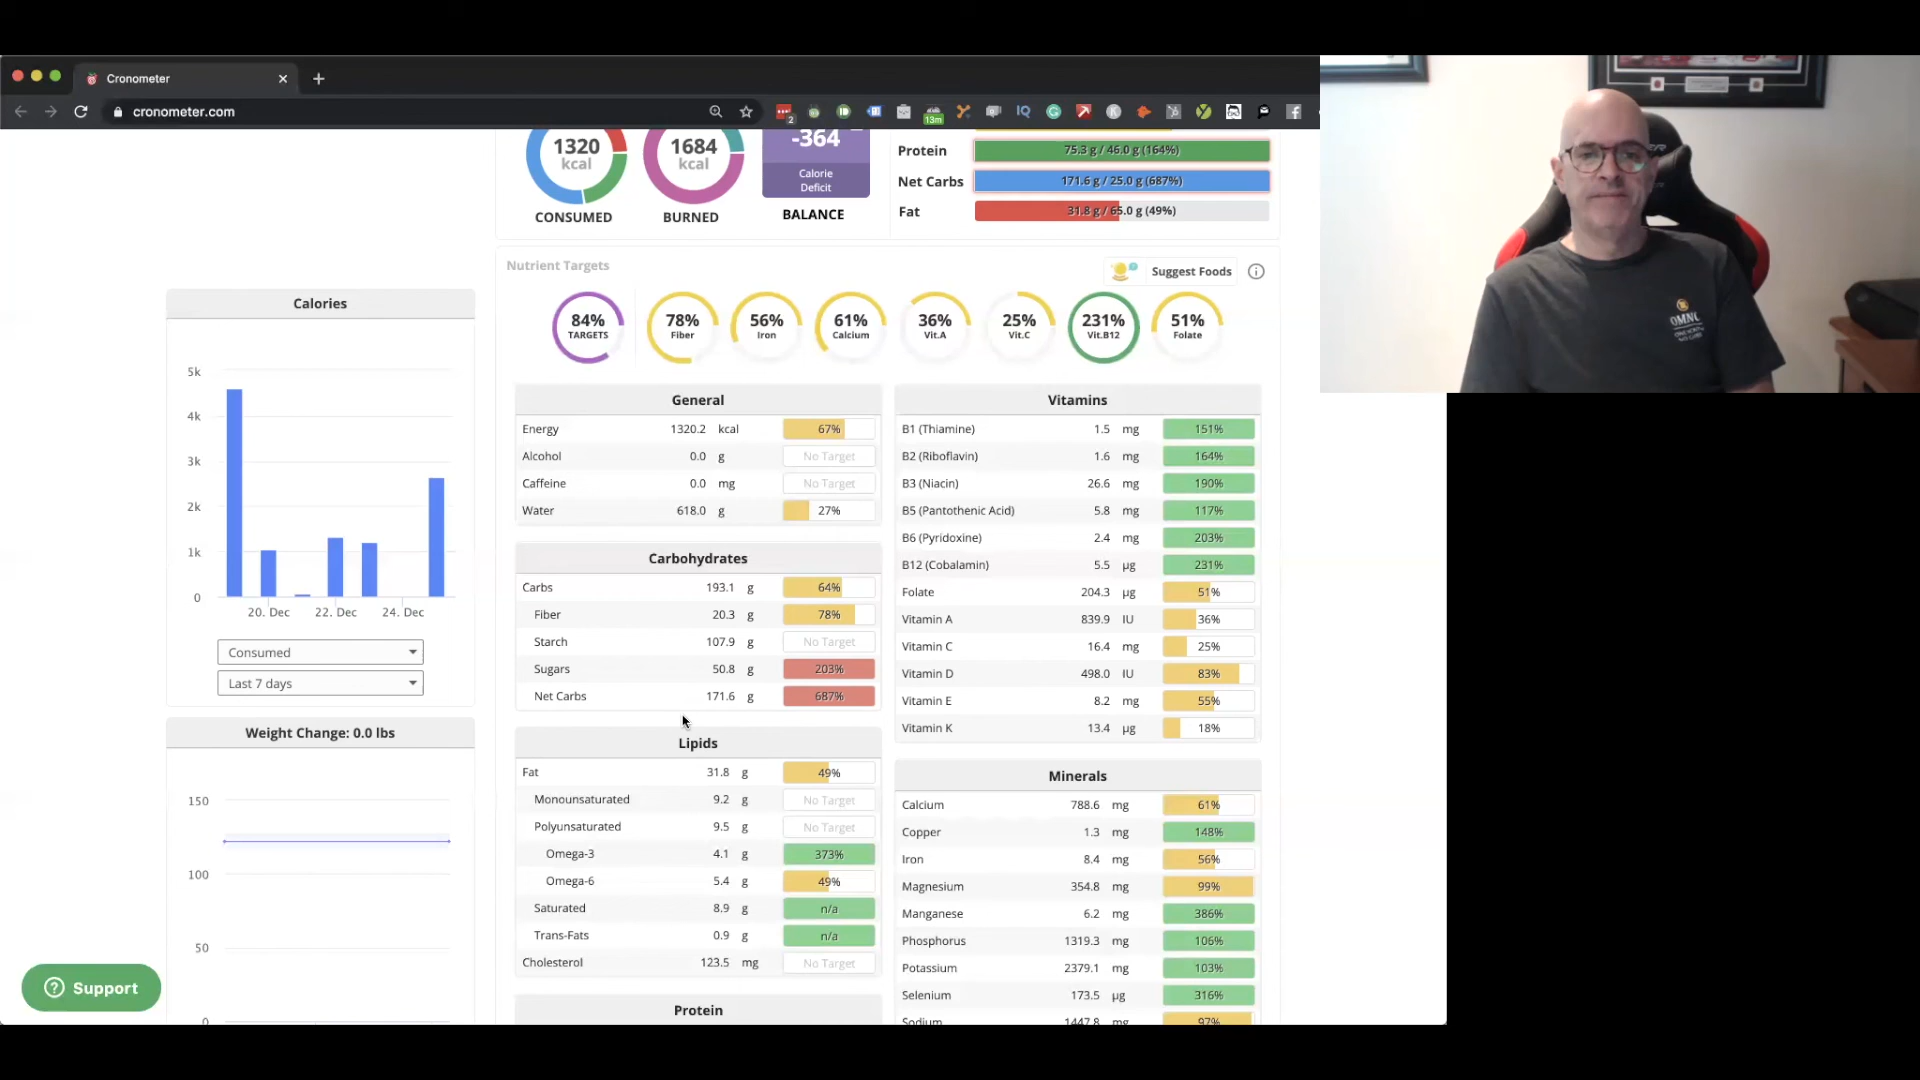 Cronometer
cronometer.com
2
13m
IQ
1320
kcal
CONSUMED
1684
kcal
BURNED
-364
Calorie
Deficit
BALANCE
Protein 75.3 g / 46.0 g (164%)
Net Carbs 171.6 g / 25.0 g (687%)
Fat 31.8 g / 65.0 g (49%)
Nutrient Targets
Suggest Foods
84%
TARGETS
78%
Fiber
56%
Iron
61%
Calcium
36%
Vit.A
25%
Vit.C
231%
Vit.B12
51%
Folate
Calories
5k
4k
3k
2k
1k
0
20. Dec 22. Dec 24. Dec
Consumed
Last 7 days
Weight Change: 0.0 lbs
150
100
50
0
Support
General
Energy 1320.2 kcal 67%
Alcohol 0.0 g No Target
Caffeine 0.0 mg No Target
Water 618.0 g 27%
Carbohydrates
Carbs 193.1 g 64%
Fiber 20.3 g 78%
Starch 107.9 g No Target
Sugars 50.8 g 203%
Net Carbs 171.6 g 687%
Lipids
Fat 31.8 g 49%
Monounsaturated 9.2 g No Target
Polyunsaturated 9.5 g No Target
Omega-3 4.1 g 373%
Omega-6 5.4 g 49%
Saturated 8.9 g n/a
Trans-Fats 0.9 g n/a
Cholesterol 123.5 mg No Target
Protein
Vitamins
B1 (Thiamine) 1.5 mg 151%
B2 (Riboflavin) 1.6 mg 164%
B3 (Niacin) 26.6 mg 190%
B5 (Pantothenic Acid) 5.8 mg 117%
B6 (Pyridoxine) 2.4 mg 203%
B12 (Cobalamin) 5.5 µg 231%
Folate 204.3 µg 51%
Vitamin A 839.9 IU 36%
Vitamin C 16.4 mg 25%
Vitamin D 498.0 IU 83%
Vitamin E 8.2 mg 55%
Vitamin K 13.4 µg 18%
Minerals
Calcium 788.6 mg 61%
Copper 1.3 mg 148%
Iron 8.4 mg 56%
Magnesium 354.8 mg 99%
Manganese 6.2 mg 386%
Phosphorus 1319.3 mg 106%
Potassium 2379.1 mg 103%
Selenium 173.5 µg 316%
Sodium 1447.8 mg 97%